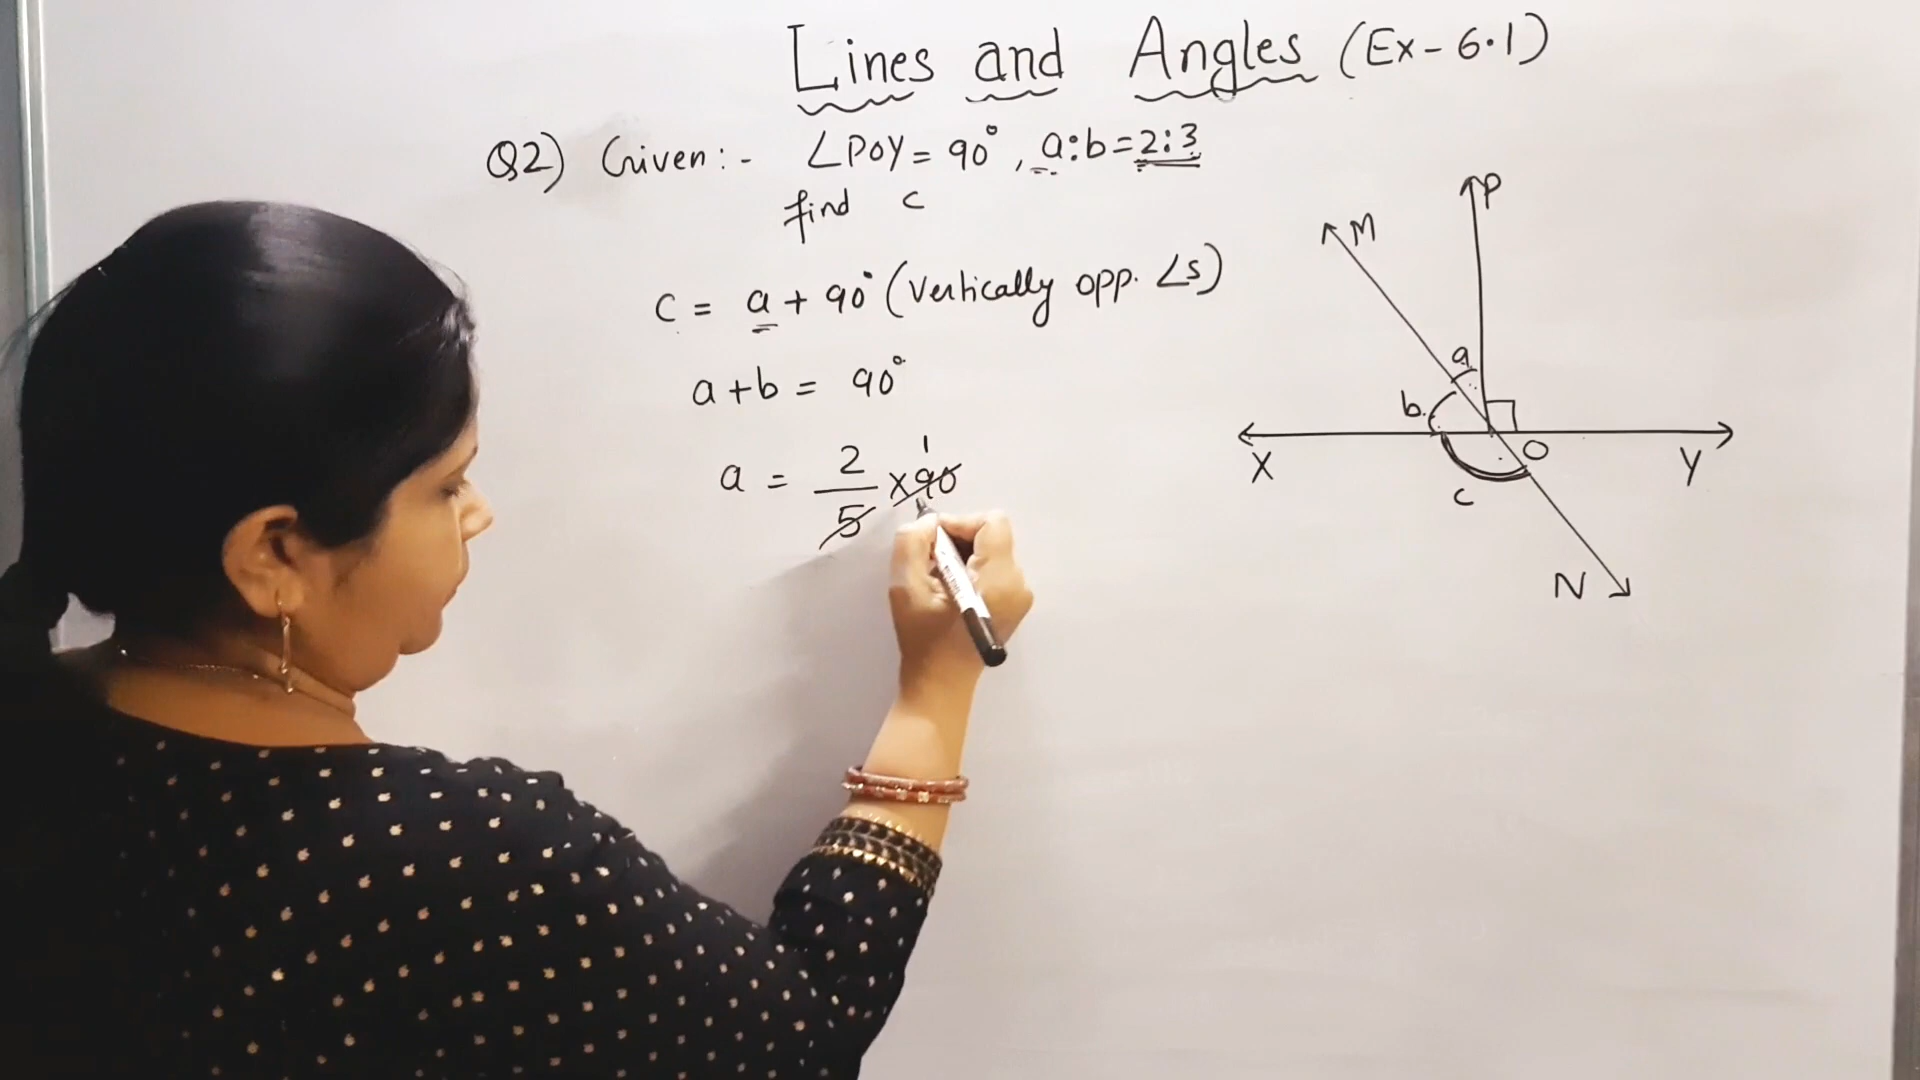 Lines and Angles (Ex-6.1)
Q2) Given:- ∠POY = 90°, a:b = 2:3
find c
c = a + 90° (Vertically opp. ∠s)
a + b = 90°
a = 2/5 × 90
1
M
P
a
b
X
O
Y
c
N